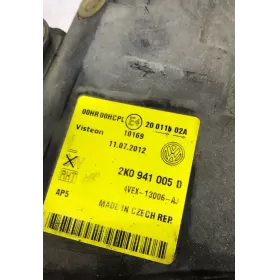 00HR00HCPL E4 20 011b 02A
Visteon 10169
11.07.2012
2K0 941 005 D
4VEX-13006-AJ
AP5 MADE IN CZECH REP.